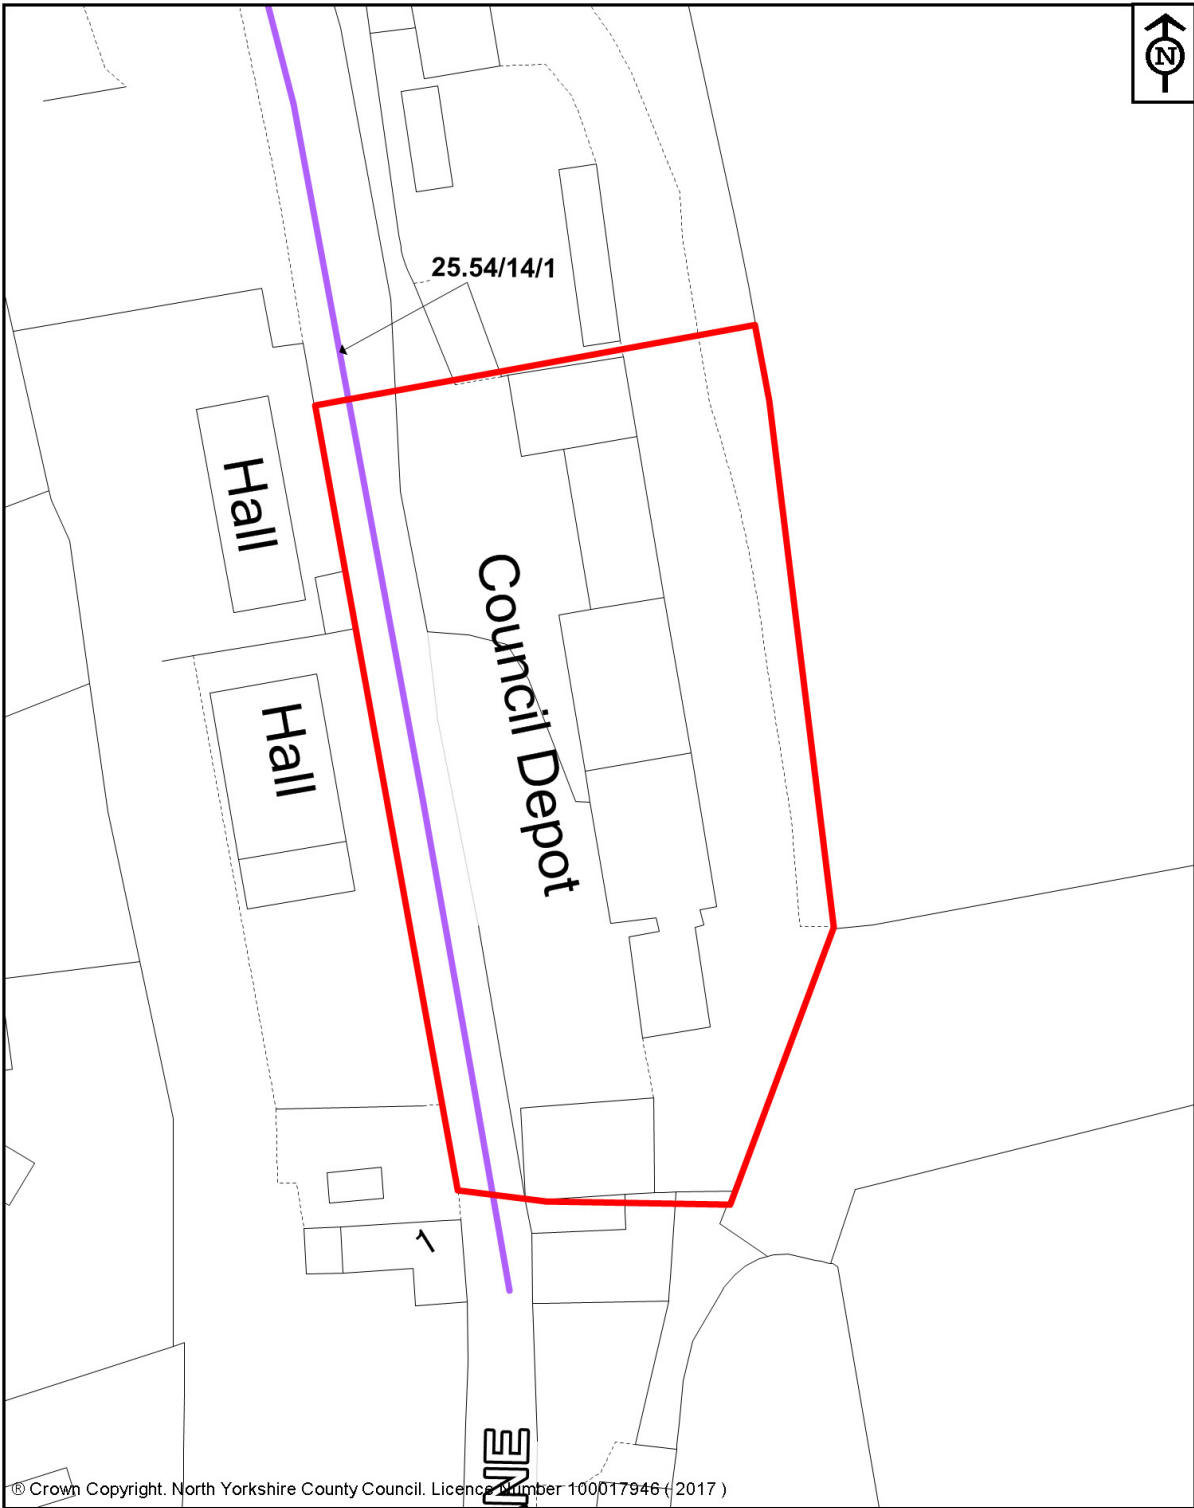 N
25.54/14/1
Hall
Council Depot
Hall
1
NE
® Crown Copyright. North Yorkshire County Council. Licence Number 100017946 ( 2017 )